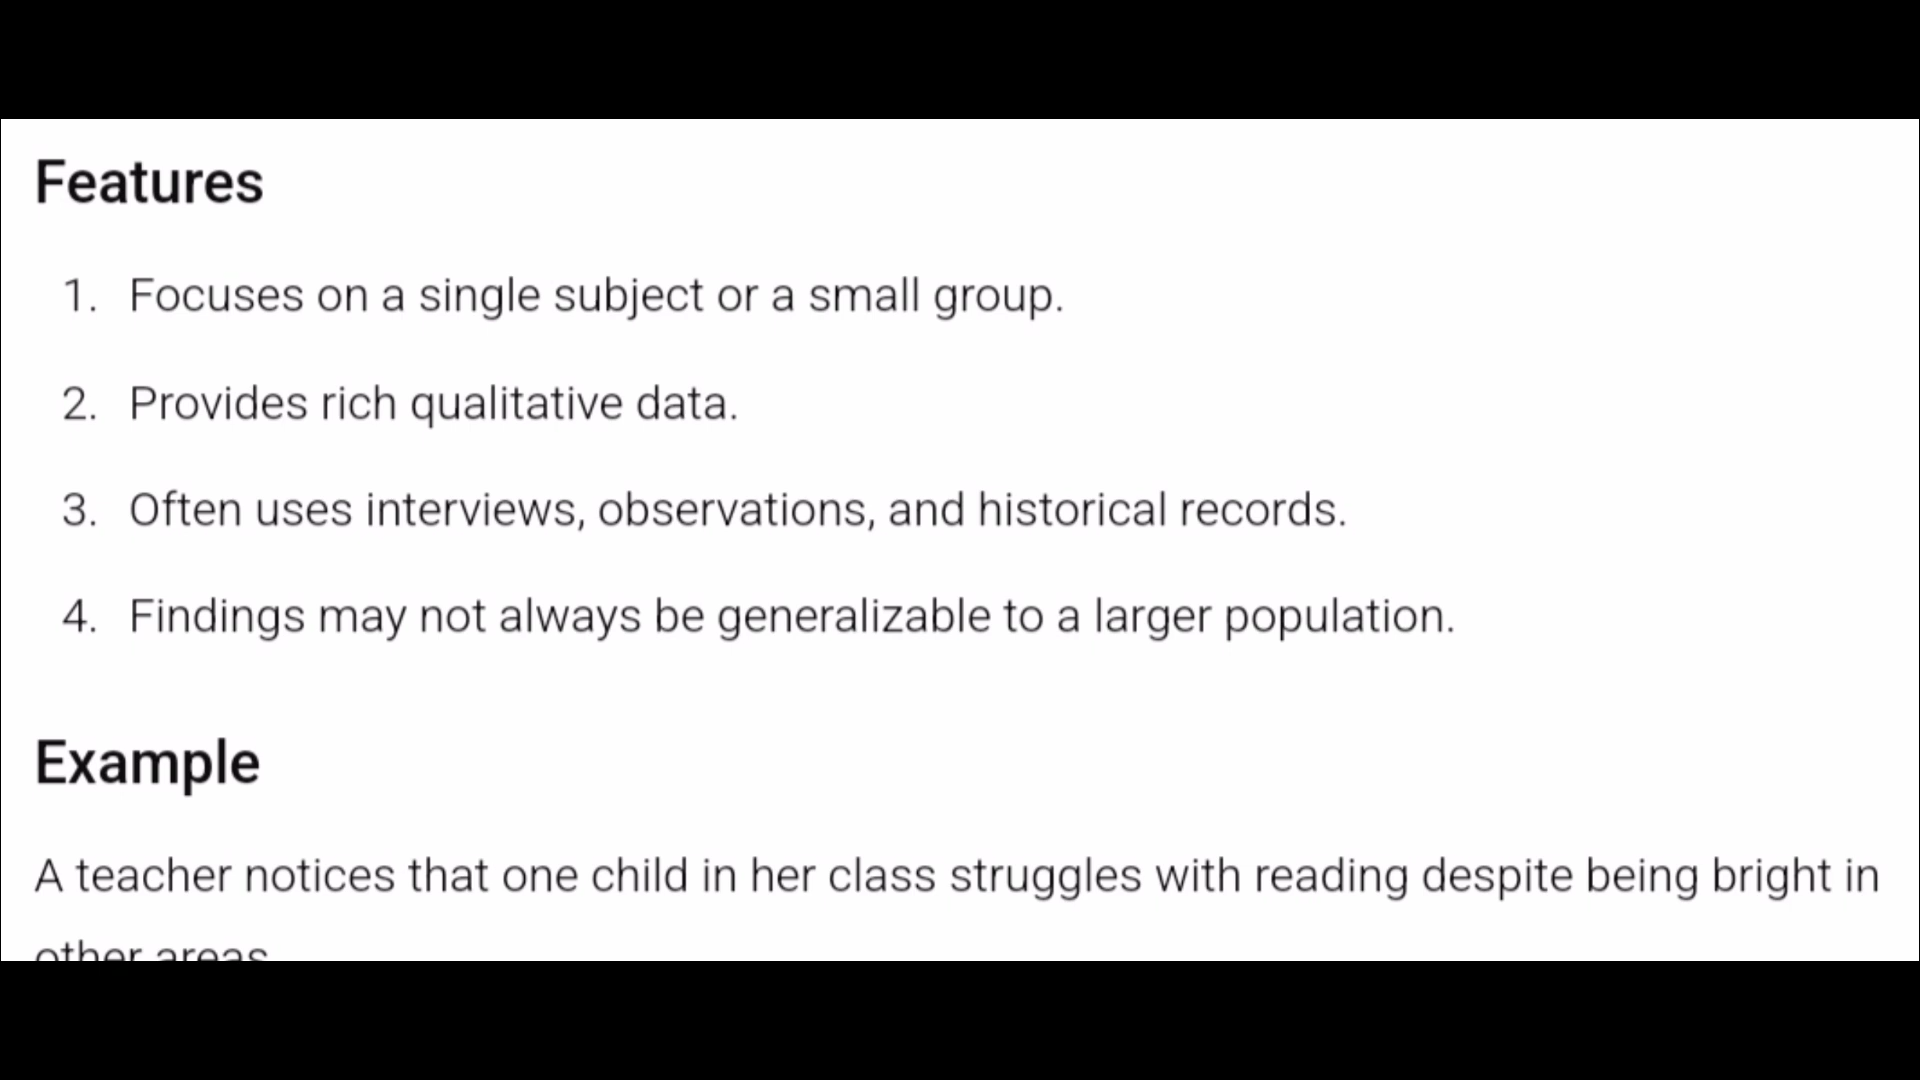 Features
1. Focuses on a single subject or a small group.
2. Provides rich qualitative data.
3. Often uses interviews, observations, and historical records.
4. Findings may not always be generalizable to a larger population.
Example
A teacher notices that one child in her class struggles with reading despite being bright in
other areas